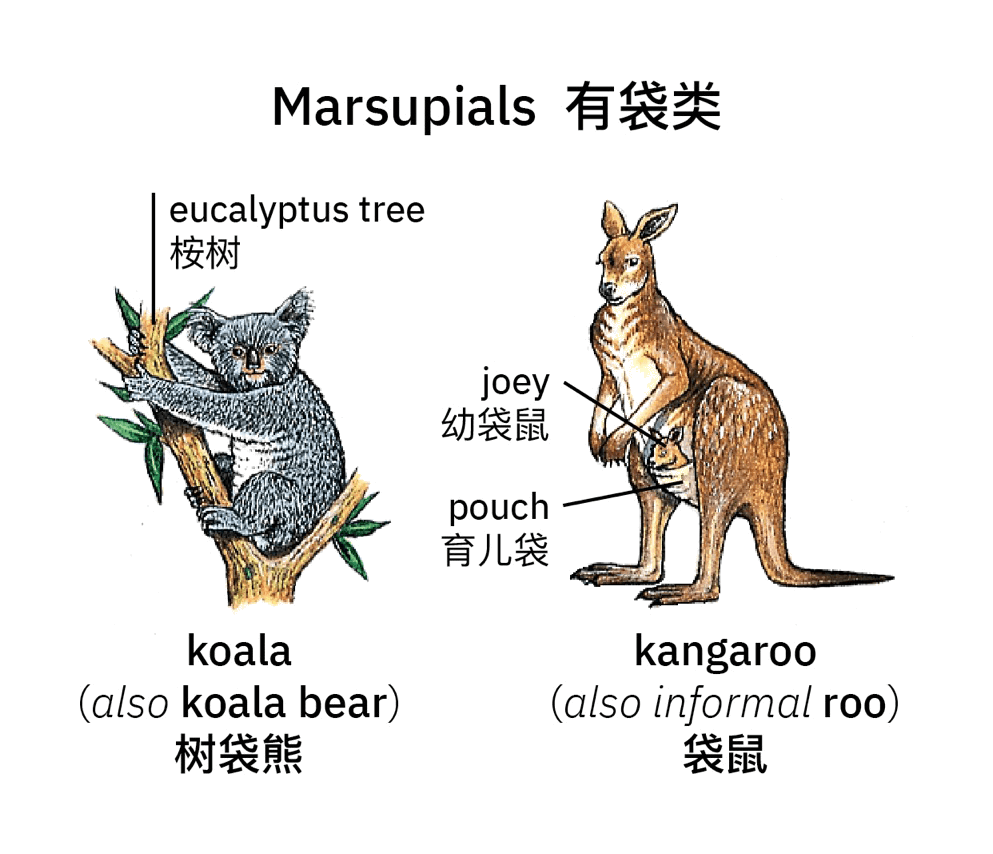 Marsupials 有袋类
eucalyptus tree
桉树
joey
幼袋鼠
pouch
育儿袋
koala
(also koala bear)
树袋熊
kangaroo
(also informal roo)
袋鼠